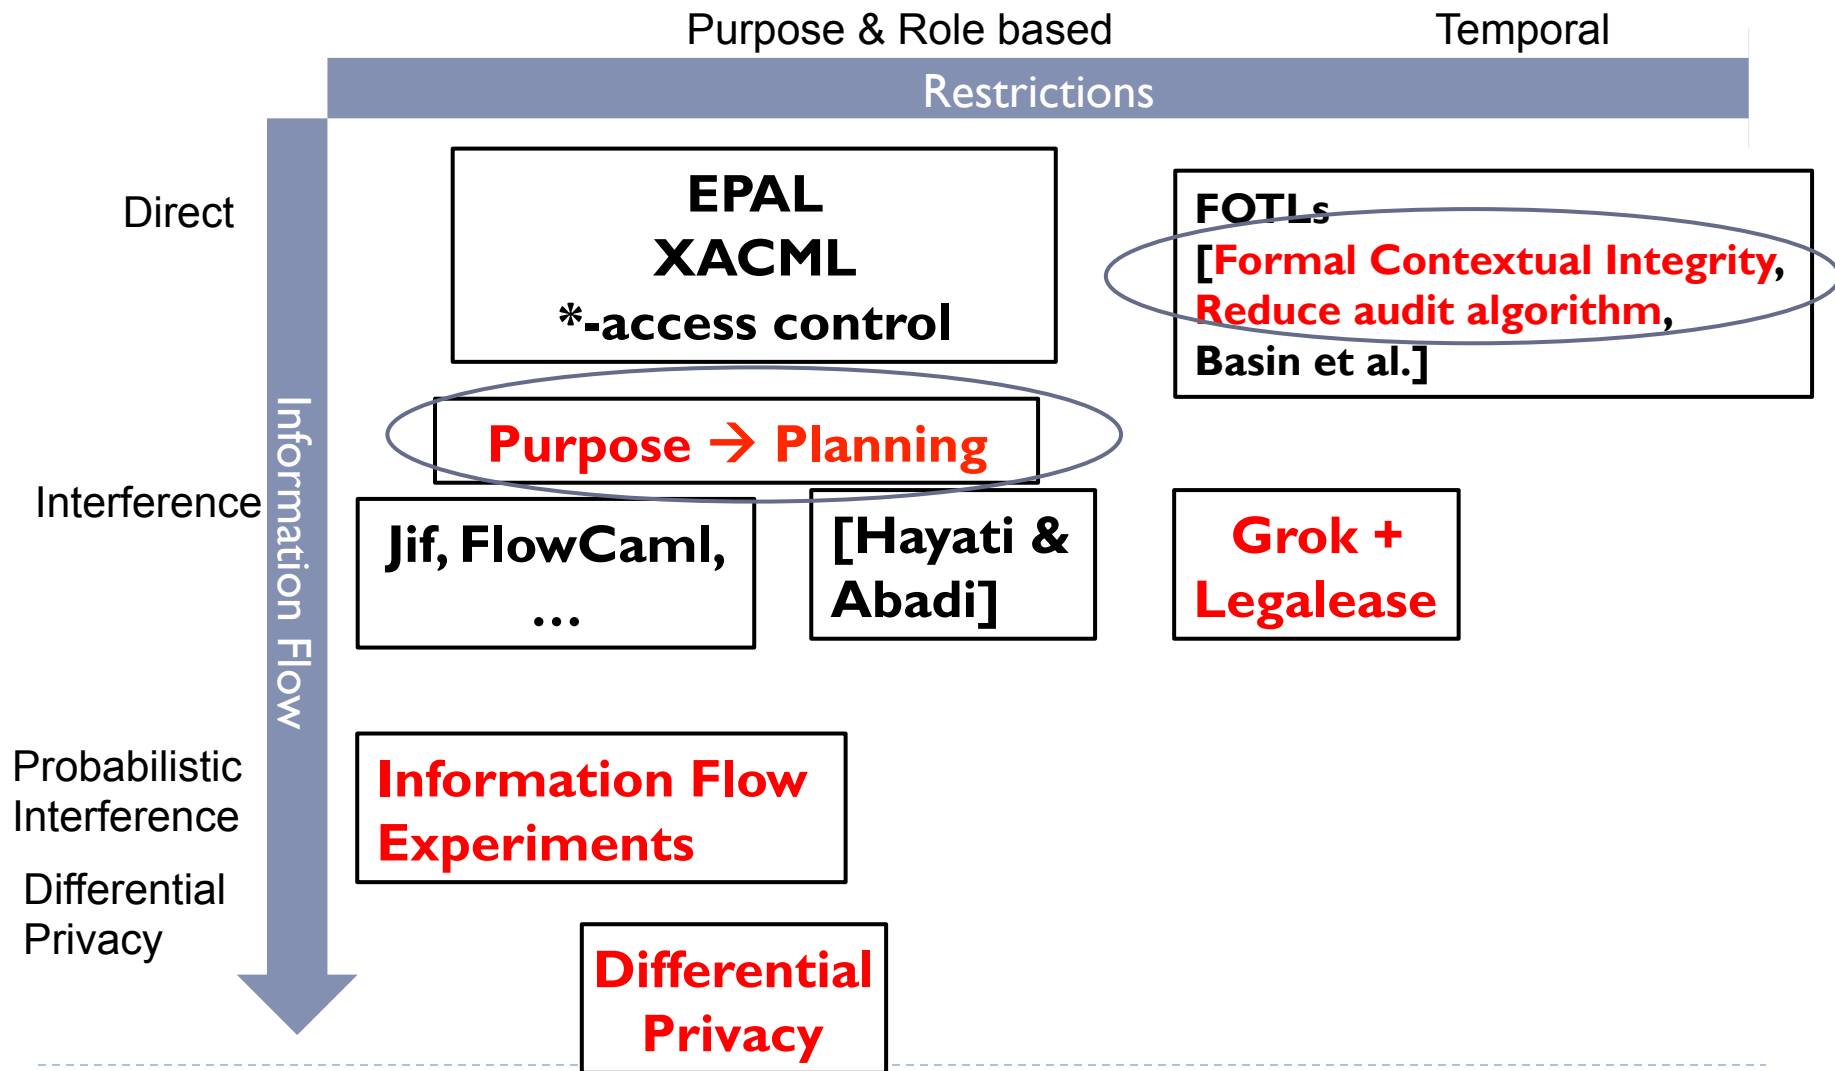 Purpose & Role based
Temporal
Restrictions
Information Flow
Direct
EPAL
XACML
*-access control
FOTLs
[Formal Contextual Integrity,
Reduce audit algorithm,
Basin et al.]
Purpose → Planning
Interference
Jif, FlowCaml,
...
[Hayati &
Abadi]
Grok +
Legalease
Probabilistic
Interference
Information Flow
Experiments
Differential
Privacy
Differential
Privacy